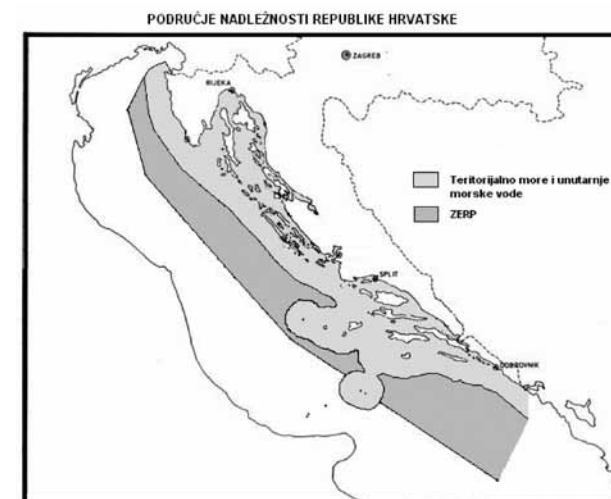 PODRUČJE NADLEŽNOSTI REPUBLIKE HRVATSKE
ZAGREB
RIJEKA
Teritorijalno more i unutarnje
morske vode
ZERP
SPLIT
DUBROVNIK